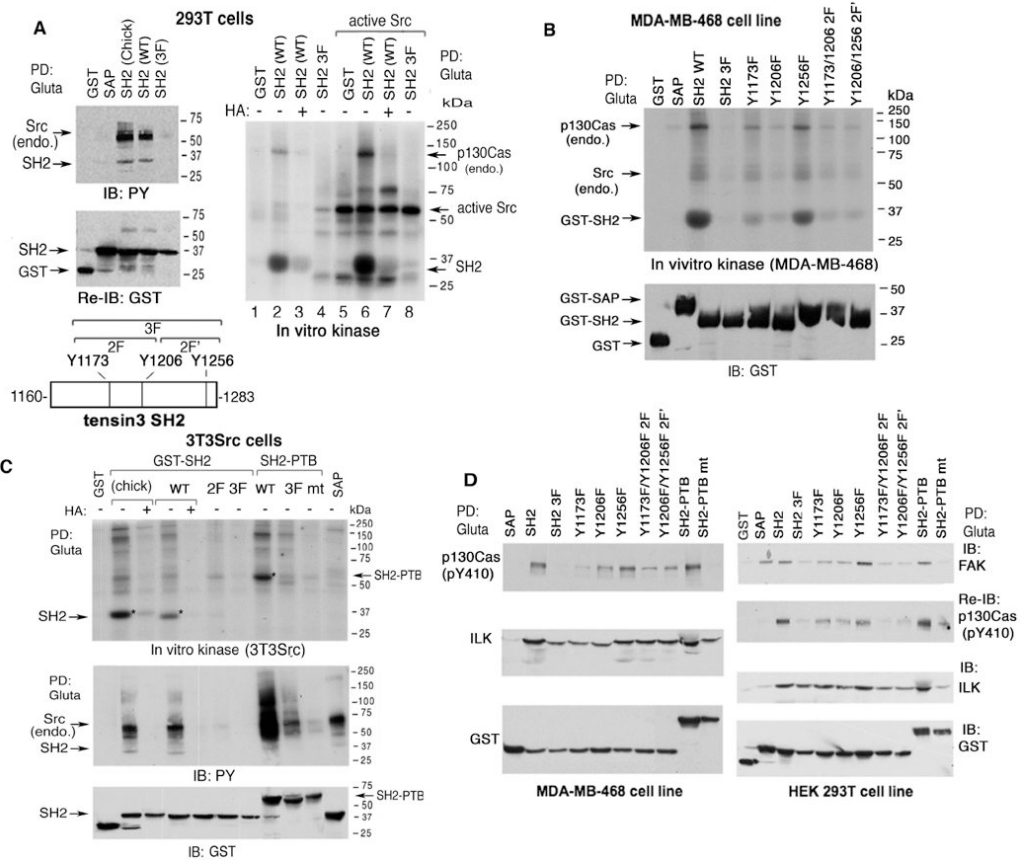 A
293T cells
PD:
Gluta
GST
SAP
SH2 (Chick)
SH2 (WT)
SH2 (3F)
Src
(endo.)
SH2
75
50
37
25
IB: PY
SH2
GST
75
50
37
25
Re-IB: GST
3F
2F 2F'
Y1173 Y1206 Y1256
1160- -1283
tensin3 SH2
active Src
GST
SH2 (WT)
SH2 (WT)
SH2 3F
GST
SH2 (WT)
SH2 (WT)
SH2 3F
PD:
Gluta
kDa
HA: - - + - - - + -
250
150
p130Cas
100 (endo.)
75
active Src
50
37
SH2
25
1 2 3 4 5 6 7 8
In vitro kinase
B
MDA-MB-468 cell line
PD:
Gluta
GST
SAP
SH2 WT
SH2 3F
Y1173F
Y1206F
Y1256F
Y1173/1206 2F
Y1206/1256 2F'
kDa
250
150
100
75
50
37
25
p130Cas
(endo.)
Src
(endo.)
GST-SH2
In vivitro kinase (MDA-MB-468)
GST-SAP
GST-SH2
GST
50
37
25
IB: GST
C
3T3Src cells
GST
GST-SH2
SH2-PTB
(chick) WT 2F 3F WT 3F mt
SAP
HA: + + - - - - - -
kDa
PD:
Gluta
250
150
100
75
SH2-PTB
50
37
25
SH2
In vitro kinase (3T3Src)
PD:
Gluta
Src
(endo.)
SH2
250
150
100
75
50
37
25
IB: PY
SH2
75
SH2-PTB
50
37
25
IB: GST
D
PD:
Gluta
SAP
SH2
SH2 3F
Y1173F
Y1206F
Y1256F
Y1173F/Y1206F 2F
Y1206F/Y1256F 2F'
SH2-PTB
SH2-PTB mt
p130Cas
(pY410)
ILK
GST
MDA-MB-468 cell line
GST
SAP
SH2
SH2 3F
Y1173F
Y1206F
Y1256F
Y1173F/Y1206F 2F
Y1206F/Y1256F 2F'
SH2-PTB
SH2-PTB mt
PD:
Gluta
IB:
FAK
Re-IB:
p130Cas
(pY410)
IB:
ILK
IB:
GST
HEK 293T cell line